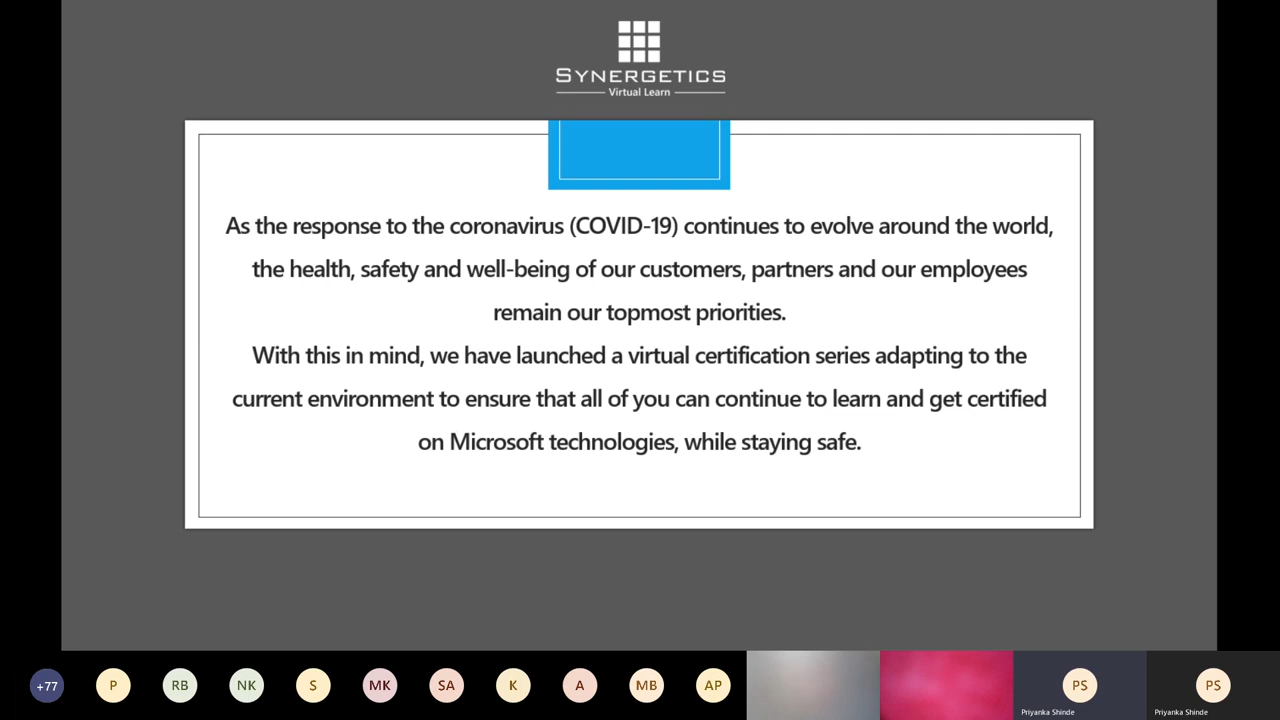 SYNERGETICS
Virtual Learn
As the response to the coronavirus (COVID-19) continues to evolve around the world,
the health, safety and well-being of our customers, partners and our employees
remain our topmost priorities.
With this in mind, we have launched a virtual certification series adapting to the
current environment to ensure that all of you can continue to learn and get certified
on Microsoft technologies, while staying safe.
+77 P RB NK S MK SA K A MB AP PS PS
Priyanka Shinde Priyanka Shinde